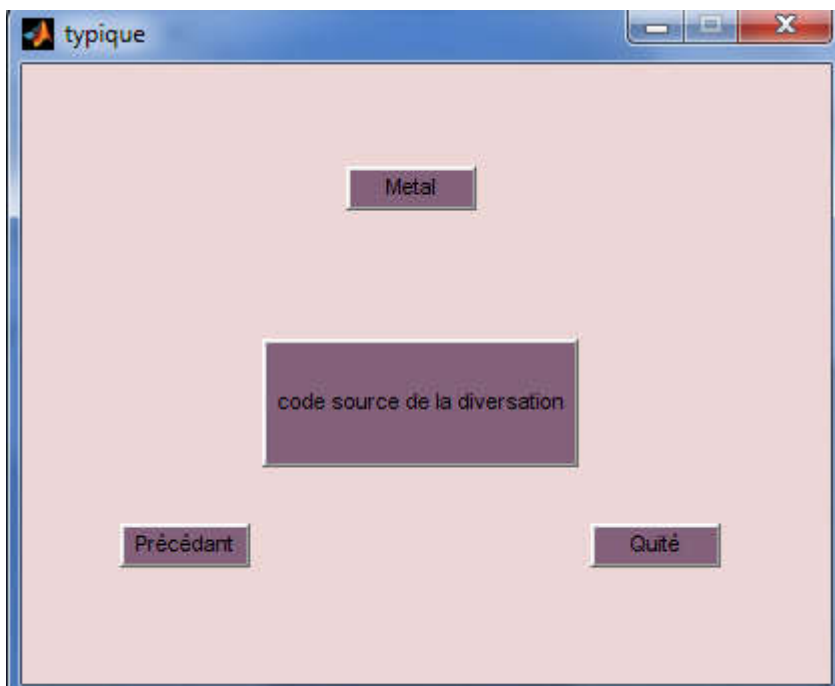 typique
Metal
code source de la diversation
Précédant
Quité